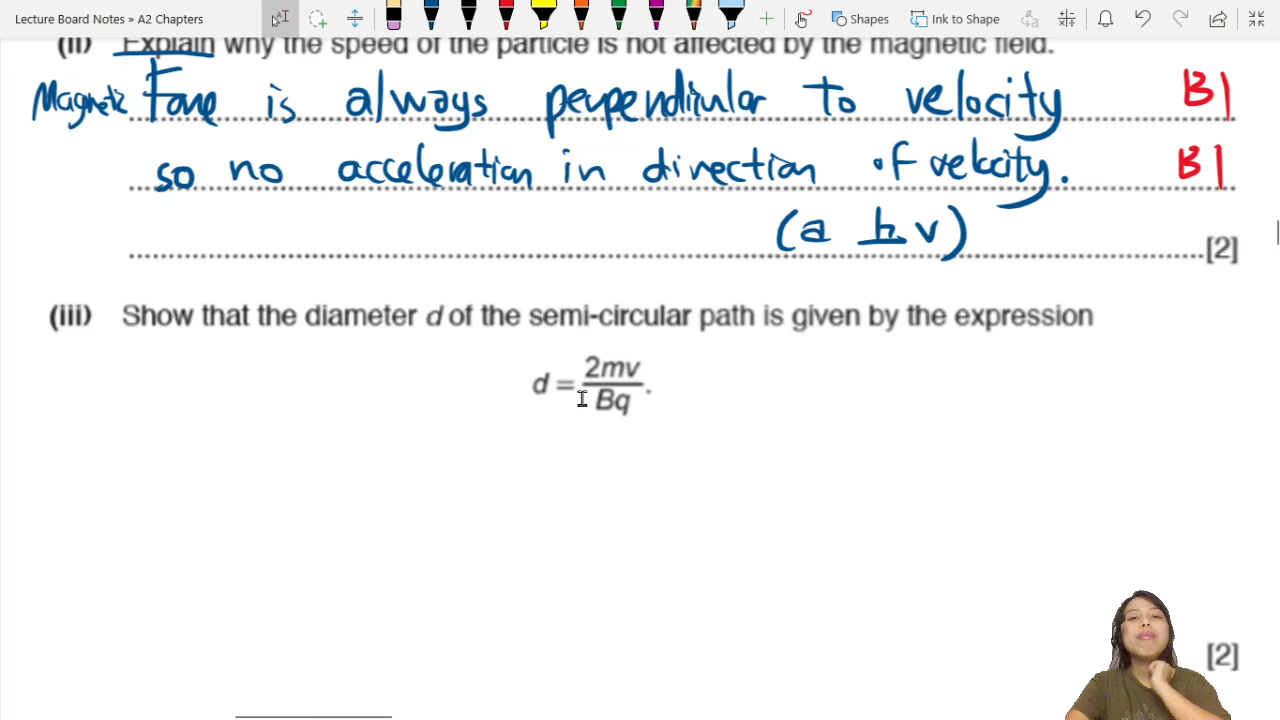 Lecture Board Notes » A2 Chapters
Shapes
Ink to Shape
(ii) Explain why the speed of the particle is not affected by the magnetic field.
Magnetic Force is always perpendicular to velocity B1
so no acceleration in direction of velocity. B1
(a ⊥ v)
[2]
(iii) Show that the diameter d of the semi-circular path is given by the expression
d = 2mv / Bq .
[2]